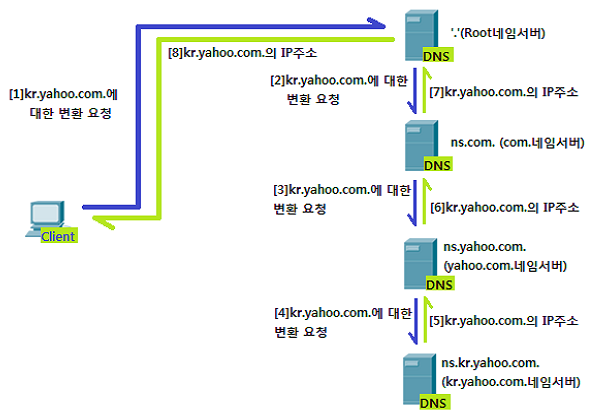 '.'(Root네임서버)
[8]kr.yahoo.com.의 IP주소
DNS
[1]kr.yahoo.com.에
대한 변환 요청
[2]kr.yahoo.com.에 대한
변환 요청
[7]kr.yahoo.com.의 IP주소
ns.com. (com.네임서버)
DNS
[3]kr.yahoo.com.에 대한
변환 요청
[6]kr.yahoo.com.의 IP주소
Client
ns.yahoo.com.
(yahoo.com.네임서버)
DNS
[4]kr.yahoo.com.에 대한
변환 요청
[5]kr.yahoo.com.의 IP주소
ns.kr.yahoo.com.
(kr.yahoo.com.네임서버)
DNS